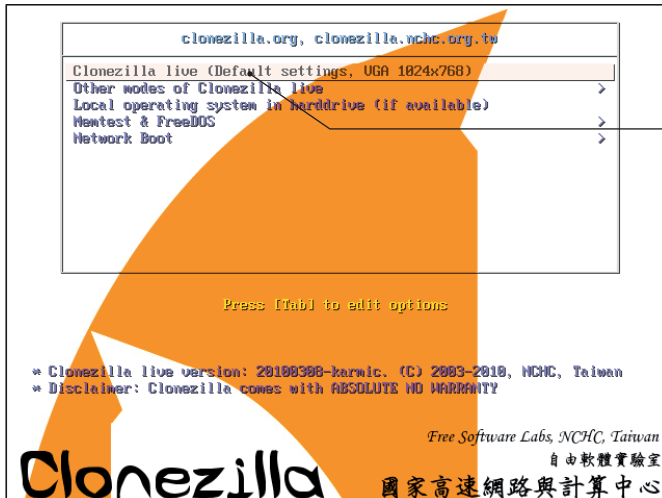 clonezilla.org, clonezilla.nchc.org.tw
Clonezilla live (Default settings, VGA 1024x768)
Other modes of Clonezilla live >
Local operating system in harddrive (if available)
Memtest & FreeDOS >
Network Boot >
Press [Tab] to edit options
* Clonezilla live version: 20100308-karmic. (C) 2003-2010, NCHC, Taiwan
* Disclaimer: Clonezilla comes with ABSOLUTE NO WARRANTY
Free Software Labs, NCHC, Taiwan
自由軟體實驗室
Clonezilla
國家高速網路與計算中心